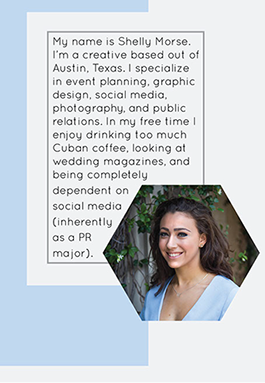 My name is Shelly Morse.
I'm a creative based out of
Austin, Texas. I specialize
in event planning, graphic
design, social media,
photography, and public
relations. In my free time I
enjoy drinking too much
Cuban coffee, looking at
wedding magazines, and
being completely
dependent on
social media
(inherently
as a PR
major).